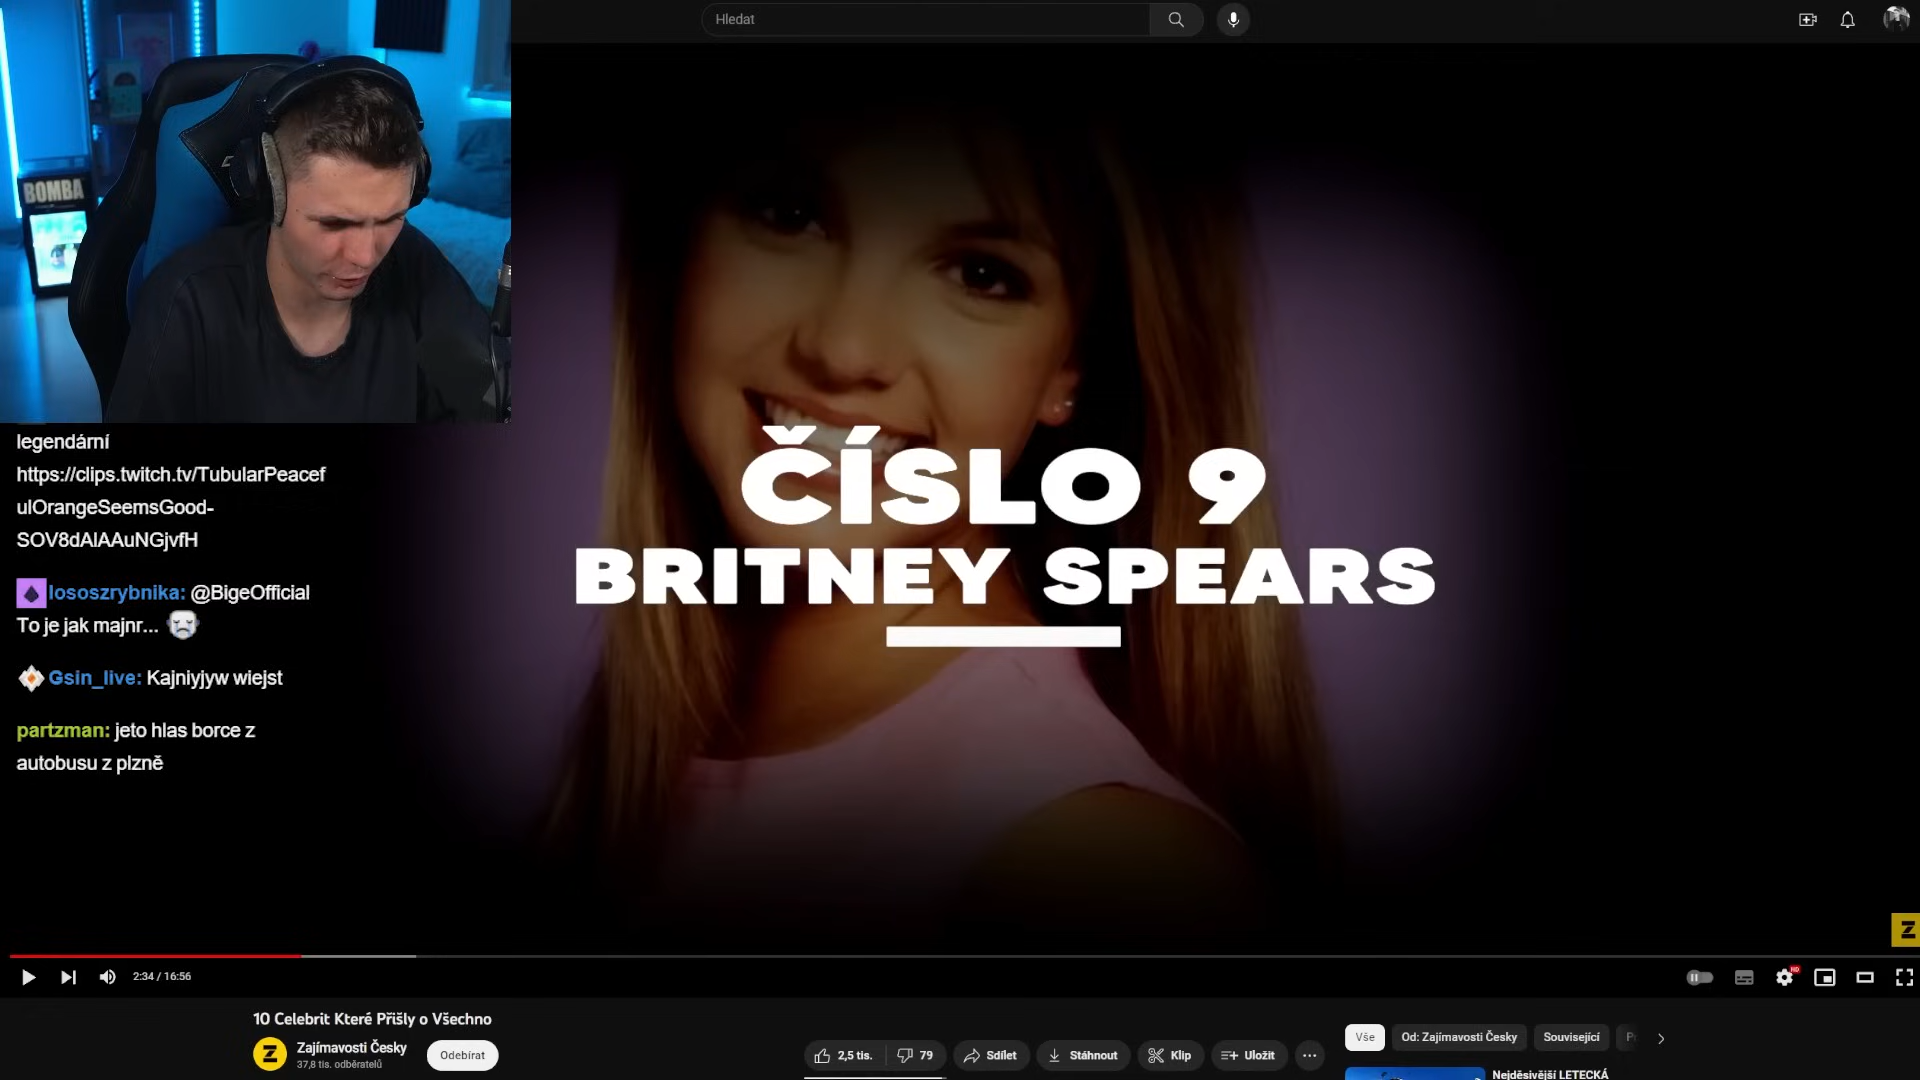 Hledat
BOMBA
legendární
https://clips.twitch.tv/TubularPeacef
ulOrangeSeemsGood-
SOV8dAlAAuNGjvfH
lososzrybnika: @BigeOfficial
To je jak majnr...
Gsin_live: Kajniyjyw wiejst
partzman: jeto hlas borce z
autobusu z plzně
ČÍSLO 9
BRITNEY SPEARS
Z
2:34 / 16:56
HD
10 Celebrit Které Přišly o Všechno
Z
Zajímavosti Česky
37,8 tis. odběratelů
Odebírat
2,5 tis.
79
Sdílet
Stáhnout
Klip
Uložit
Vše
Od: Zajímavosti Česky
Související
Nejděsivější LETECKÁ